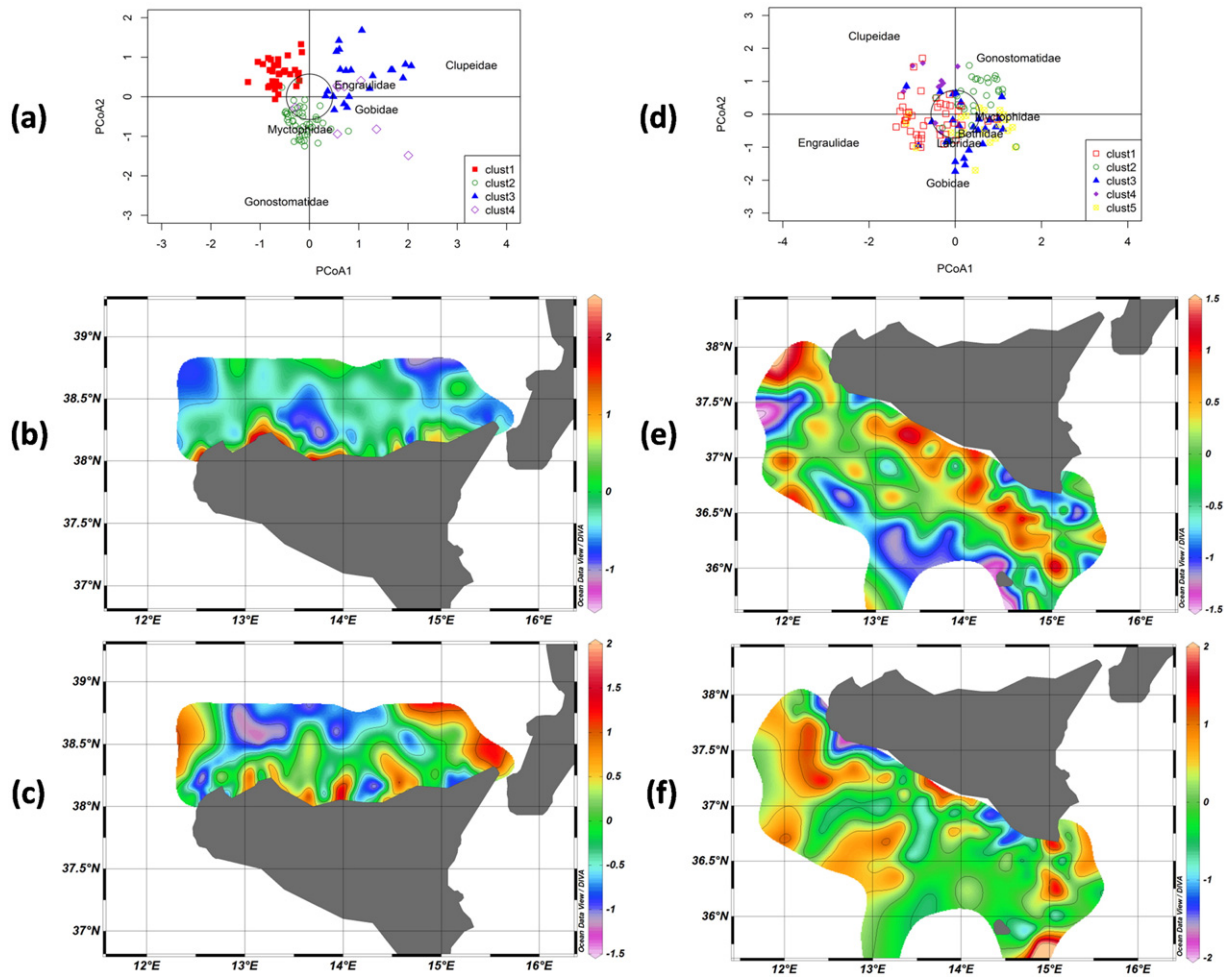 (a)
PCoA2
2
1
0
-1
-2
-3
Clupeidae
Engraulidae
Gobidae
Myctophidae
Gonostomatidae
clust1
clust2
clust3
clust4
-3 -2 -1 0 1 2 3 4
PCoA1
(d)
PCoA2
3
2
1
0
-1
-2
-3
Clupeidae
Gonostomatidae
Myctophidae
Bothidae
Labridae
Engraulidae
Gobidae
clust1
clust2
clust3
clust4
clust5
-4 -2 0 2 4
PCoA1
(b)
39°N
38.5°N
38°N
37.5°N
37°N
12°E 13°E 14°E 15°E 16°E
2
1
0
-1
Ocean Data View / DIVA
(e)
38°N
37.5°N
37°N
36.5°N
36°N
12°E 13°E 14°E 15°E 16°E
1.5
1
0.5
0
-0.5
-1
-1.5
Ocean Data View / DIVA
(c)
39°N
38.5°N
38°N
37.5°N
37°N
12°E 13°E 14°E 15°E 16°E
2
1.5
1
0.5
0
-0.5
-1
-1.5
Ocean Data View / DIVA
(f)
38°N
37.5°N
37°N
36.5°N
36°N
12°E 13°E 14°E 15°E 16°E
2
1
0
-1
-2
Ocean Data View / DIVA